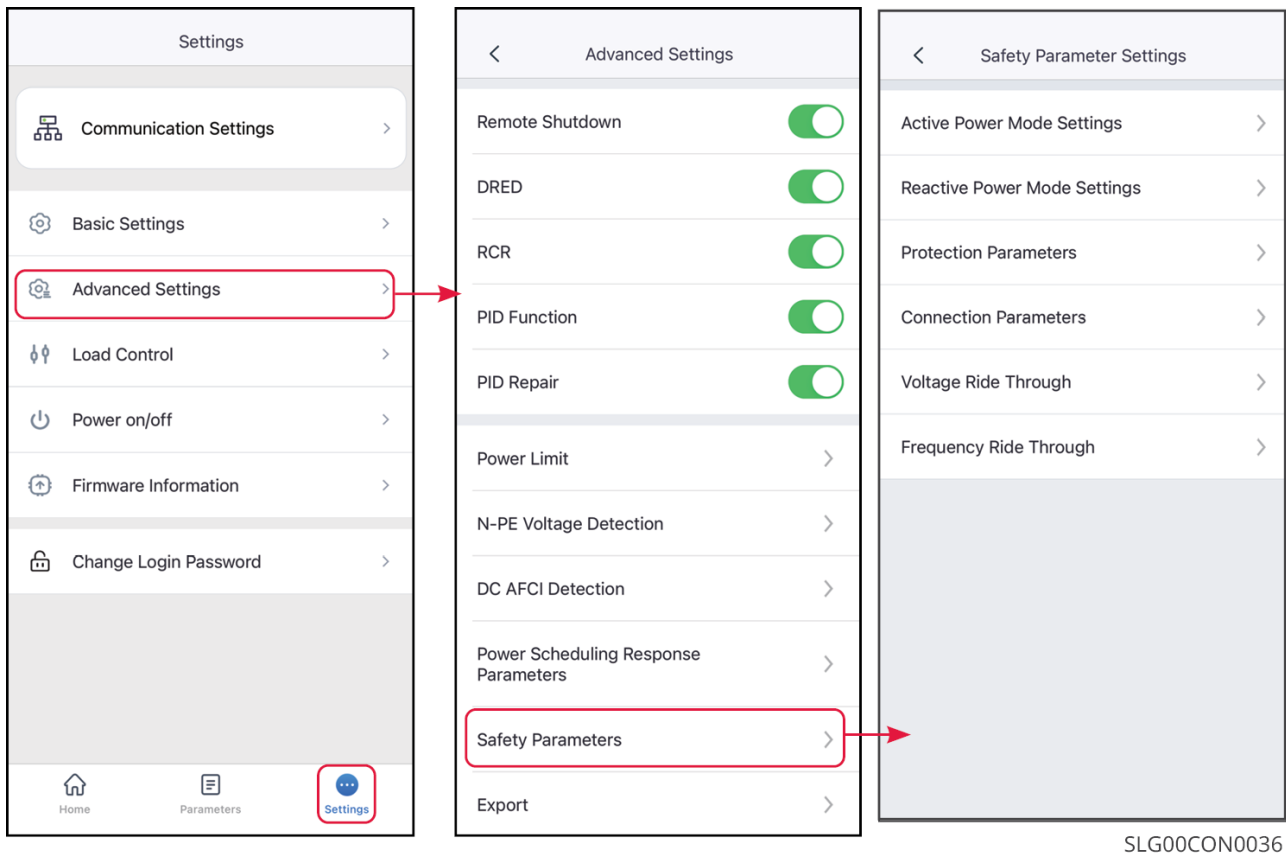 Settings
Communication Settings
Basic Settings
Advanced Settings
Load Control
Power on/off
Firmware Information
Change Login Password
Home
Parameters
Settings
Advanced Settings
Remote Shutdown
DRED
RCR
PID Function
PID Repair
Power Limit
N-PE Voltage Detection
DC AFCI Detection
Power Scheduling Response
Parameters
Safety Parameters
Export
Safety Parameter Settings
Active Power Mode Settings
Reactive Power Mode Settings
Protection Parameters
Connection Parameters
Voltage Ride Through
Frequency Ride Through
SLG00CON0036